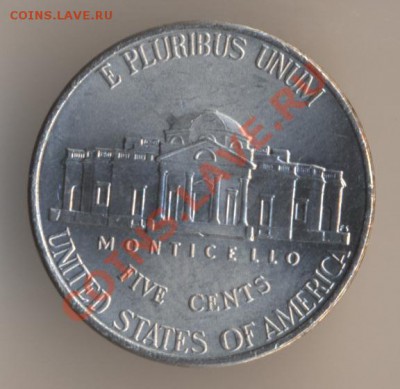 COINS.LAVE.RU
E PLURIBUS UNUM
COINS.LAVE.RU
MONTICELLO
FIVE CENTS
UNITED STATES OF AMERICA